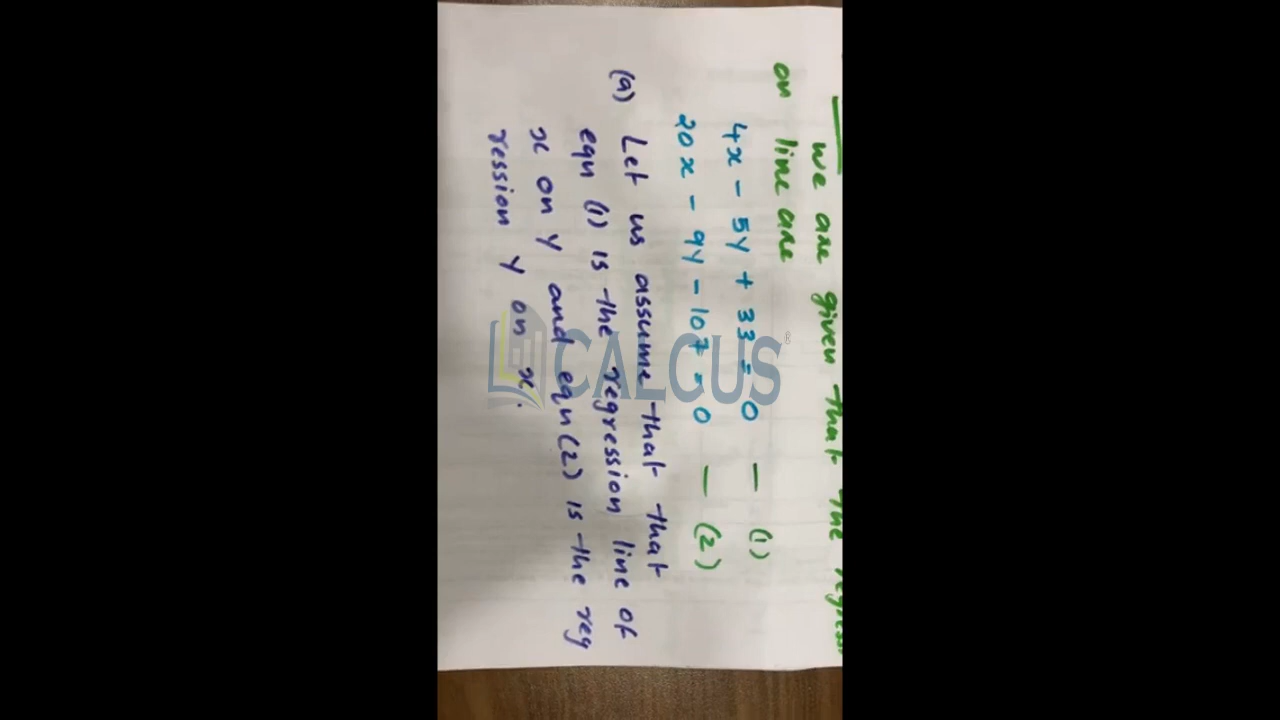 we are given that the regress
on line are
4x - 5y + 33 = 0 — (1)
20x - 9y - 107 = 0 — (2)
(a) Let us assume that that
eqn (1) is the regression line of
x on y and eqn (2) is the reg
ression y on x.
CALCUS®